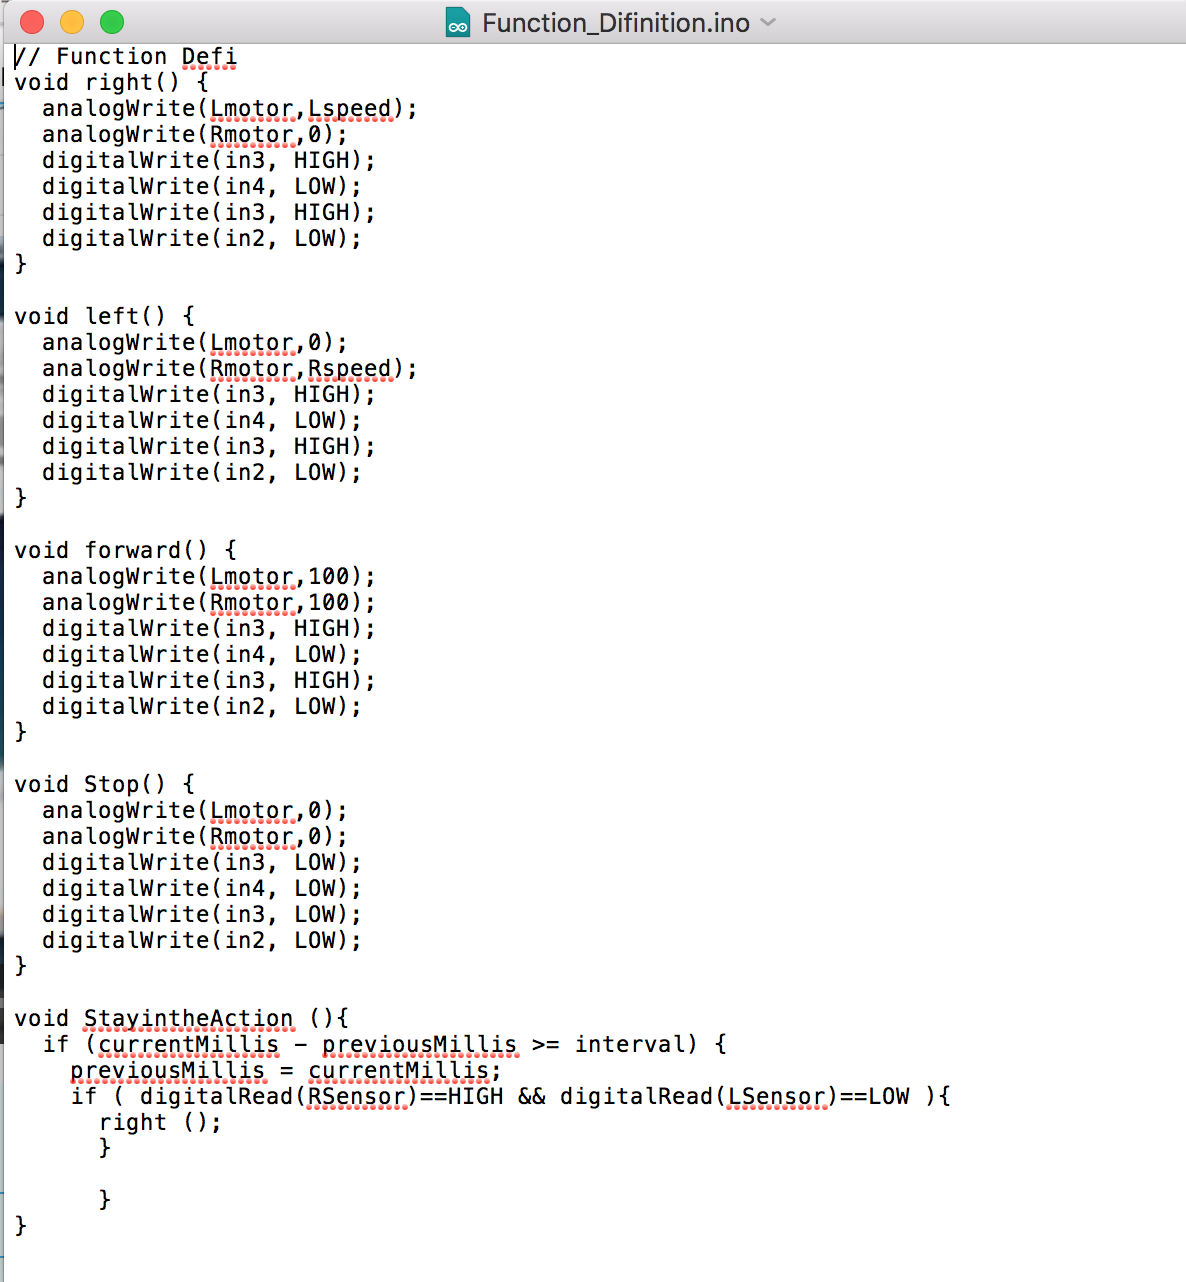 Function_Difinition.ino
// Function Defi
void right() {
  analogWrite(Lmotor,Lspeed);
  analogWrite(Rmotor,0);
  digitalWrite(in3, HIGH);
  digitalWrite(in4, LOW);
  digitalWrite(in3, HIGH);
  digitalWrite(in2, LOW);
}

void left() {
  analogWrite(Lmotor,0);
  analogWrite(Rmotor,Rspeed);
  digitalWrite(in3, HIGH);
  digitalWrite(in4, LOW);
  digitalWrite(in3, HIGH);
  digitalWrite(in2, LOW);
}

void forward() {
  analogWrite(Lmotor,100);
  analogWrite(Rmotor,100);
  digitalWrite(in3, HIGH);
  digitalWrite(in4, LOW);
  digitalWrite(in3, HIGH);
  digitalWrite(in2, LOW);
}

void Stop() {
  analogWrite(Lmotor,0);
  analogWrite(Rmotor,0);
  digitalWrite(in3, LOW);
  digitalWrite(in4, LOW);
  digitalWrite(in3, LOW);
  digitalWrite(in2, LOW);
}

void StayintheAction (){
  if (currentMillis - previousMillis >= interval) {
    previousMillis = currentMillis;
    if ( digitalRead(RSensor)==HIGH && digitalRead(LSensor)==LOW ){
      right ();
      }

      }
}